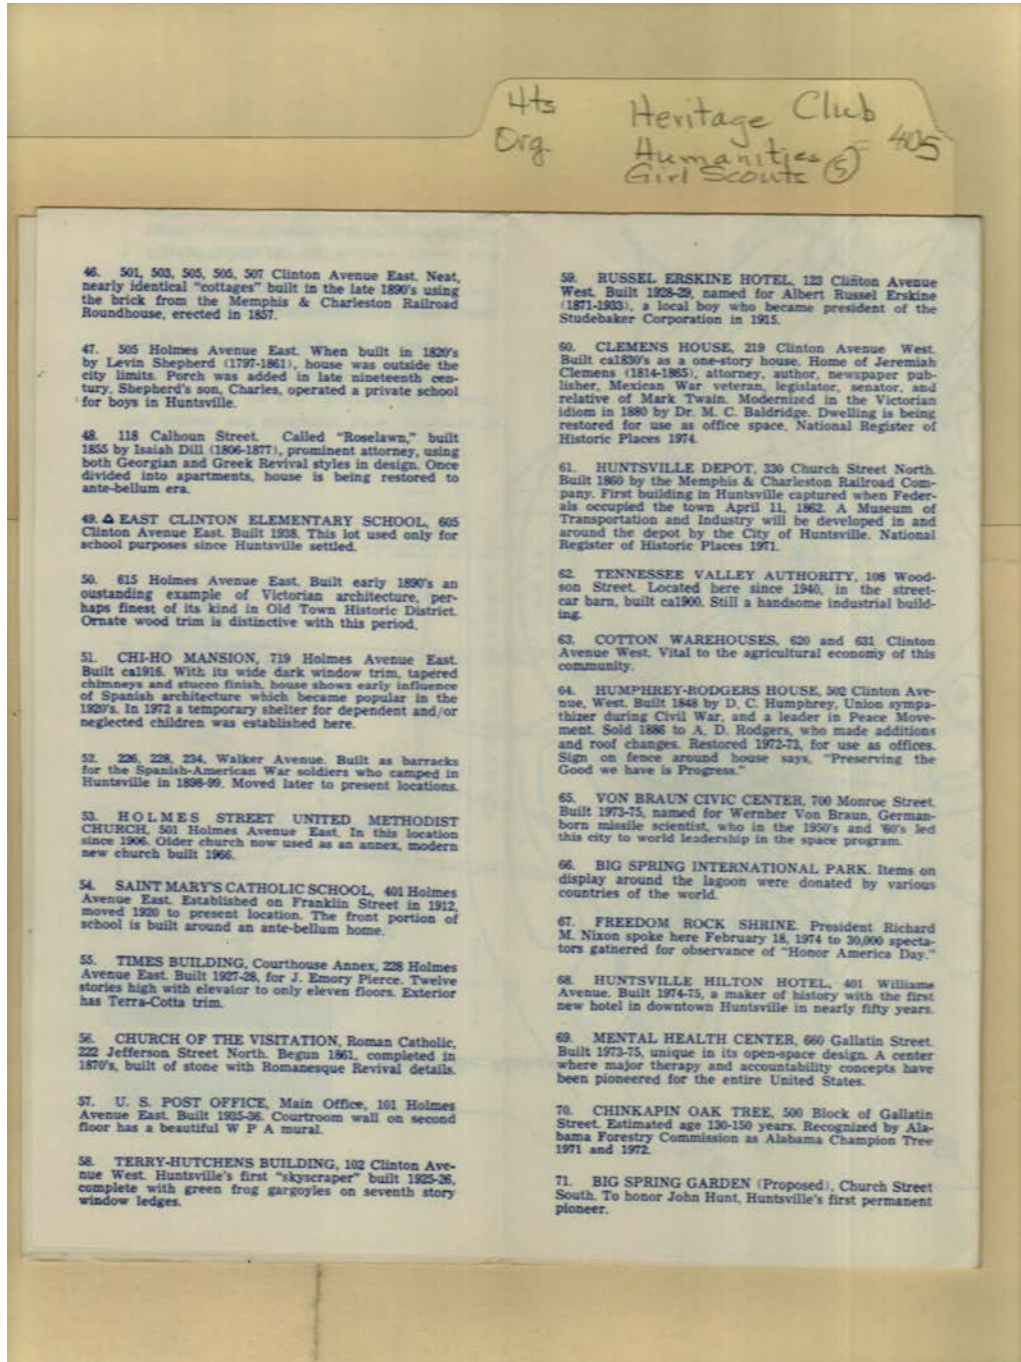 Hts Heritage Club
Org. Humanities = 405
Girl Scouts (5)
46. 501, 503, 505, 505, 507 Clinton Avenue East. Neat,
nearly identical "cottages" built in the late 1890's using
the brick from the Memphis & Charleston Railroad
Roundhouse, erected in 1857.
47. 505 Holmes Avenue East. When built in 1820's
by Levin Shepherd (1797-1861), house was outside the
city limits. Porch was added in late nineteenth cen-
tury. Shepherd's son, Charles, operated a private school
for boys in Huntsville.
48. 118 Calhoun Street. Called "Roselawn," built
1855 by Isaiah Dill (1806-1877), prominent attorney, using
both Georgian and Greek Revival styles in design. Once
divided into apartments, house is being restored to
ante-bellum era.
49. △ EAST CLINTON ELEMENTARY SCHOOL, 605
Clinton Avenue East. Built 1938. This lot used only for
school purposes since Huntsville settled.
50. 615 Holmes Avenue East. Built early 1890's an
oustanding example of Victorian architecture, per-
haps finest of its kind in Old Town Historic District.
Ornate wood trim is distinctive with this period.
51. CHI-HO MANSION, 719 Holmes Avenue East.
Built ca1916. With its wide dark window trim, tapered
chimneys and stucco finish, house shows early influence
of Spanish architecture which became popular in the
1920's. In 1972 a temporary shelter for dependent and/or
neglected children was established here.
52. 226, 228, 234, Walker Avenue. Built as barracks
for the Spanish-American War soldiers who camped in
Huntsville in 1898-99. Moved later to present locations.
53. HOLMES STREET UNITED METHODIST
CHURCH, 501 Holmes Avenue East. In this location
since 1906. Older church now used as an annex, modern
new church built 1966.
54. SAINT MARY'S CATHOLIC SCHOOL, 401 Holmes
Avenue East. Established on Franklin Street in 1912,
moved 1920 to present location. The front portion of
school is built around an ante-bellum home.
55. TIMES BUILDING, Courthouse Annex, 228 Holmes
Avenue East. Built 1927-28, for J. Emory Pierce. Twelve
stories high with elevator to only eleven floors. Exterior
has Terra-Cotta trim.
56. CHURCH OF THE VISITATION, Roman Catholic,
222 Jefferson Street North. Begun 1861, completed in
1870's, built of stone with Romanesque Revival details.
57. U. S. POST OFFICE, Main Office, 101 Holmes
Avenue East. Built 1935-36. Courtroom wall on second
floor has a beautiful W P A mural.
58. TERRY-HUTCHENS BUILDING, 102 Clinton Ave-
nue West. Huntsville's first "skyscraper" built 1925-26,
complete with green frog gargoyles on seventh story
window ledges.
59. RUSSEL ERSKINE HOTEL, 123 Clinton Avenue
West. Built 1928-29, named for Albert Russel Erskine
(1871-1933), a local boy who became president of the
Studebaker Corporation in 1915.
60. CLEMENS HOUSE, 219 Clinton Avenue West.
Built ca1830's as a one-story house. Home of Jeremiah
Clemens (1814-1865), attorney, author, newspaper pub-
lisher, Mexican War veteran, legislator, senator, and
relative of Mark Twain. Modernized in the Victorian
idiom in 1880 by Dr. M. C. Baldridge. Dwelling is being
restored for use as office space. National Register of
Historic Places 1974.
61. HUNTSVILLE DEPOT, 330 Church Street North.
Built 1860 by the Memphis & Charleston Railroad Com-
pany. First building in Huntsville captured when Feder-
als occupied the town April 11, 1862. A Museum of
Transportation and Industry will be developed in and
around the depot by the City of Huntsville. National
Register of Historic Places 1971.
62. TENNESSEE VALLEY AUTHORITY, 108 Wood-
son Street. Located here since 1940, in the street-
car barn, built ca1900. Still a handsome industrial build-
ing.
63. COTTON WAREHOUSES, 620 and 631 Clinton
Avenue West. Vital to the agricultural economy of this
community.
64. HUMPHREY-RODGERS HOUSE, 502 Clinton Ave-
nue, West. Built 1848 by D. C. Humphrey, Union sympa-
thizer during Civil War, and a leader in Peace Move-
ment. Sold 1886 to A. D. Rodgers, who made additions
and roof changes. Restored 1972-73, for use as offices.
Sign on fence around house says, "Preserving the
Good we have is Progress."
65. VON BRAUN CIVIC CENTER, 700 Monroe Street.
Built 1973-75, named for Wernher Von Braun, German-
born missile scientist, who in the 1950's and '60's led
this city to world leadership in the space program.
66. BIG SPRING INTERNATIONAL PARK. Items on
display around the lagoon were donated by various
countries of the world.
67. FREEDOM ROCK SHRINE. President Richard
M. Nixon spoke here February 18, 1974 to 30,000 specta-
tors gatnered for observance of "Honor America Day."
68. HUNTSVILLE HILTON HOTEL, 401 Williams
Avenue. Built 1974-75, a maker of history with the first
new hotel in downtown Huntsville in nearly fifty years.
69. MENTAL HEALTH CENTER, 660 Gallatin Street.
Built 1973-75, unique in its open-space design. A center
where major therapy and accountability concepts have
been pioneered for the entire United States.
70. CHINKAPIN OAK TREE, 500 Block of Gallatin
Street. Estimated age 130-150 years. Recognized by Ala-
bama Forestry Commission as Alabama Champion Tree
1971 and 1972.
71. BIG SPRING GARDEN (Proposed), Church Street
South. To honor John Hunt, Huntsville's first permanent
pioneer.